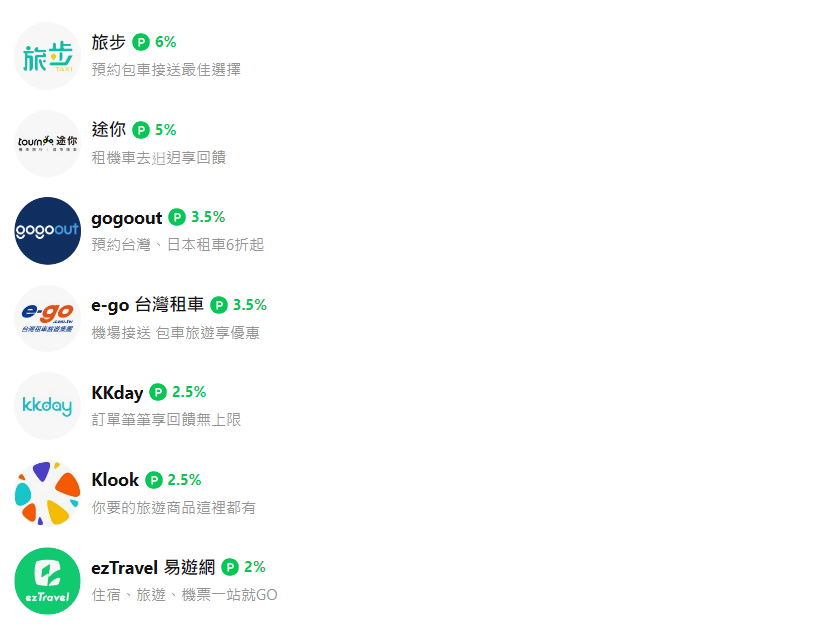 旅步
TAXI
旅步 P 6%
預約包車接送最佳選擇
tourni 途你
途你 P 5%
租機車去迌迌享回饋
gogoout
gogoout P 3.5%
預約台灣、日本租車6折起
e-go
.com.tw
台灣租車旅遊集團
e-go 台灣租車 P 3.5%
機場接送 包車旅遊享優惠
kkday
KKday P 2.5%
訂單筆筆享回饋無上限
Klook P 2.5%
你要的旅遊商品這裡都有
ezTravel
ezTravel 易遊網 P 2%
住宿、旅遊、機票一站就GO